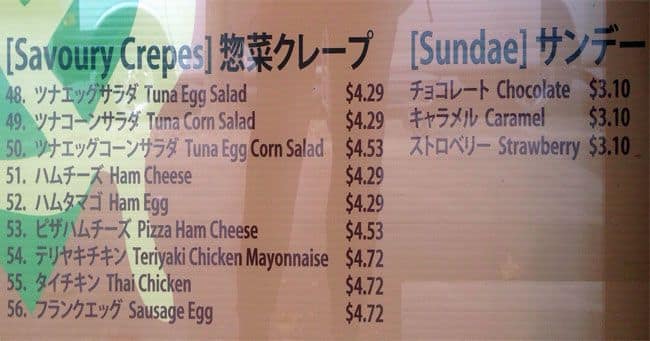 [Savoury Crepes] 惣菜クレープ
48. ツナエッグサラダ Tuna Egg Salad $4.29
49. ツナコーンサラダ Tuna Corn Salad $4.29
50. ツナエッグコーンサラダ Tuna Egg Corn Salad $4.53
51. ハムチーズ Ham Cheese $4.29
52. ハムタマゴ Ham Egg $4.29
53. ピザハムチーズ Pizza Ham Cheese $4.53
54. テリヤキチキン Teriyaki Chicken Mayonnaise $4.72
55. タイチキン Thai Chicken $4.72
56. フランクエッグ Sausage Egg $4.72
[Sundae] サンデー
チョコレート Chocolate $3.10
キャラメル Caramel $3.10
ストロベリー Strawberry $3.10